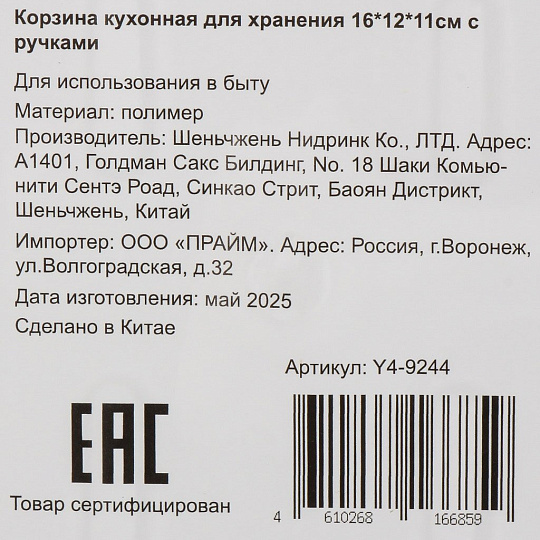 Корзина кухонная для хранения 16*12*11см с
ручками
Для использования в быту
Материал: полимер
Производитель: Шеньчжень Нидринк Ко., ЛТД. Адрес:
А1401, Голдман Сакс Билдинг, No. 18 Шаки Комью-
нити Сентэ Роад, Синкао Стрит, Баоян Дистрикт,
Шеньчжень, Китай
Импортер: ООО «ПРАЙМ». Адрес: Россия, г.Воронеж,
ул.Волгоградская, д.32
Дата изготовления: май 2025
Сделано в Китае
Артикул: Y4-9244
EAC
Товар сертифицирован
4 610268 166859